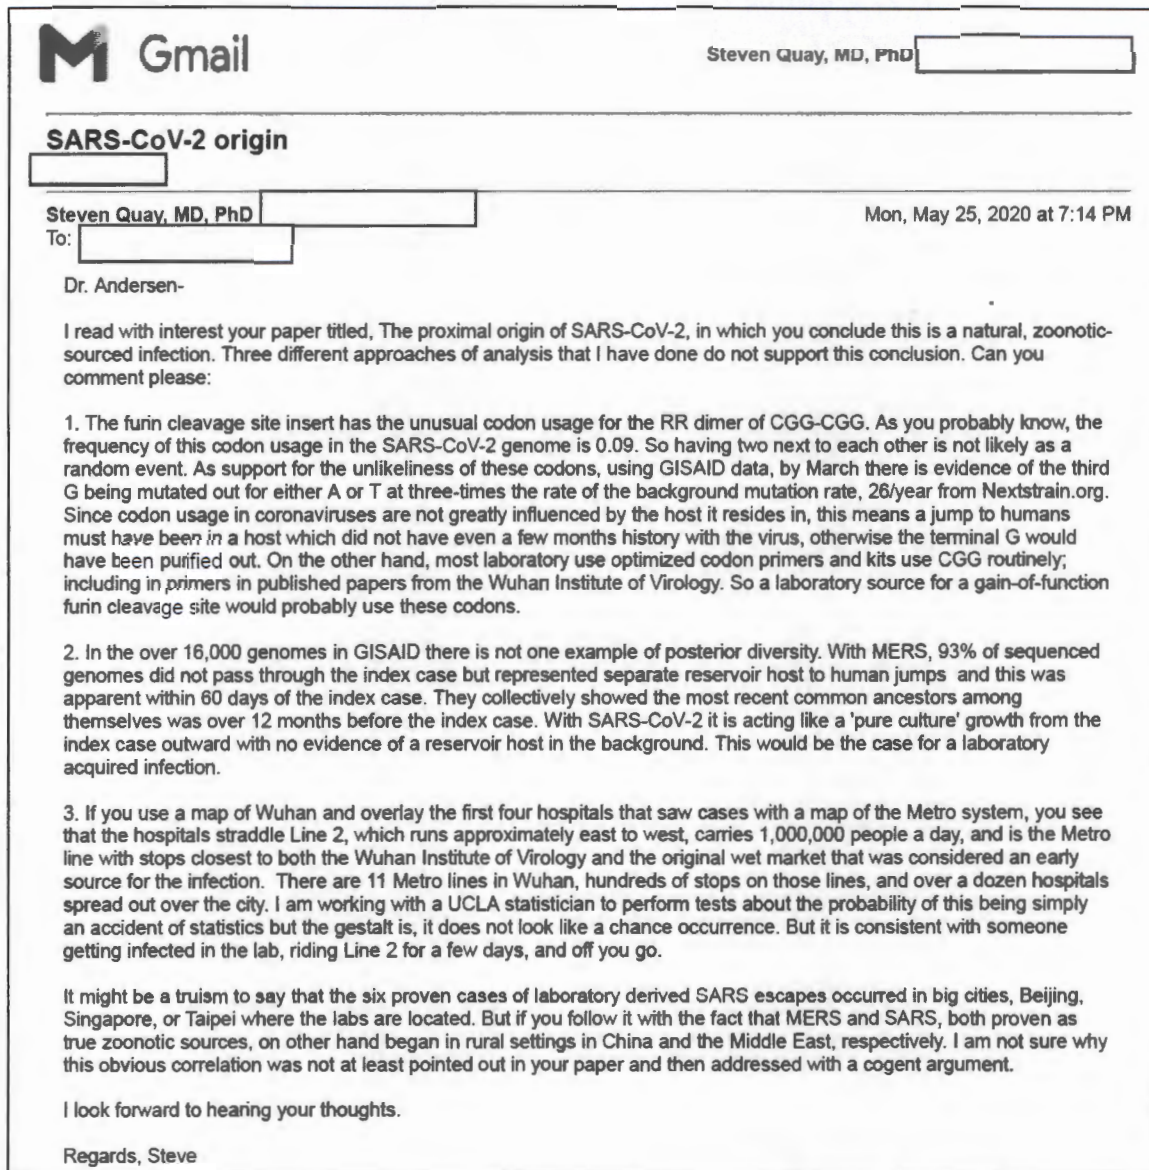 Gmail
Steven Quay, MD, PhD
SARS-CoV-2 origin
Steven Quay, MD, PhD
Mon, May 25, 2020 at 7:14 PM
To:
Dr. Andersen-
I read with interest your paper titled, The proximal origin of SARS-CoV-2, in which you conclude this is a natural, zoonotic-
sourced infection. Three different approaches of analysis that I have done do not support this conclusion. Can you
comment please:
1. The furin cleavage site insert has the unusual codon usage for the RR dimer of CGG-CGG. As you probably know, the
frequency of this codon usage in the SARS-CoV-2 genome is 0.09. So having two next to each other is not likely as a
random event. As support for the unlikeliness of these codons, using GISAID data, by March there is evidence of the third
G being mutated out for either A or T at three-times the rate of the background mutation rate, 26/year from Nextstrain.org.
Since codon usage in coronaviruses are not greatly influenced by the host it resides in, this means a jump to humans
must have been in a host which did not have even a few months history with the virus, otherwise the terminal G would
have been purified out. On the other hand, most laboratory use optimized codon primers and kits use CGG routinely;
including in primers in published papers from the Wuhan Institute of Virology. So a laboratory source for a gain-of-function
furin cleavage site would probably use these codons.
2. In the over 16,000 genomes in GISAID there is not one example of posterior diversity. With MERS, 93% of sequenced
genomes did not pass through the index case but represented separate reservoir host to human jumps and this was
apparent within 60 days of the index case. They collectively showed the most recent common ancestors among
themselves was over 12 months before the index case. With SARS-CoV-2 it is acting like a 'pure culture' growth from the
index case outward with no evidence of a reservoir host in the background. This would be the case for a laboratory
acquired infection.
3. If you use a map of Wuhan and overlay the first four hospitals that saw cases with a map of the Metro system, you see
that the hospitals straddle Line 2, which runs approximately east to west, carries 1,000,000 people a day, and is the Metro
line with stops closest to both the Wuhan Institute of Virology and the original wet market that was considered an early
source for the infection. There are 11 Metro lines in Wuhan, hundreds of stops on those lines, and over a dozen hospitals
spread out over the city. I am working with a UCLA statistician to perform tests about the probability of this being simply
an accident of statistics but the gestalt is, it does not look like a chance occurrence. But it is consistent with someone
getting infected in the lab, riding Line 2 for a few days, and off you go.
It might be a truism to say that the six proven cases of laboratory derived SARS escapes occurred in big cities, Beijing,
Singapore, or Taipei where the labs are located. But if you follow it with the fact that MERS and SARS, both proven as
true zoonotic sources, on other hand began in rural settings in China and the Middle East, respectively. I am not sure why
this obvious correlation was not at least pointed out in your paper and then addressed with a cogent argument.
I look forward to hearing your thoughts.
Regards, Steve